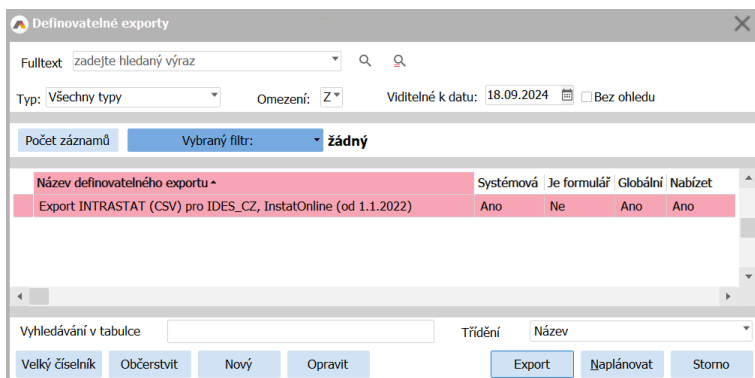 Definovatelné exporty
Fulltext zadejte hledaný výraz
Typ: Všechny typy Omezení: Z Viditelné k datu: 18.09.2024 Bez ohledu
Počet záznamů Vybraný filtr: žádný
Název definovatelného exportu Systémová Je formulář Globální Nabízet
Export INTRASTAT (CSV) pro IDES_CZ, InstatOnline (od 1.1.2022) Ano Ne Ano Ano
Vyhledávání v tabulce Třídění Název
Velký číselník Občerstvit Nový Opravit Export Naplánovat Storno